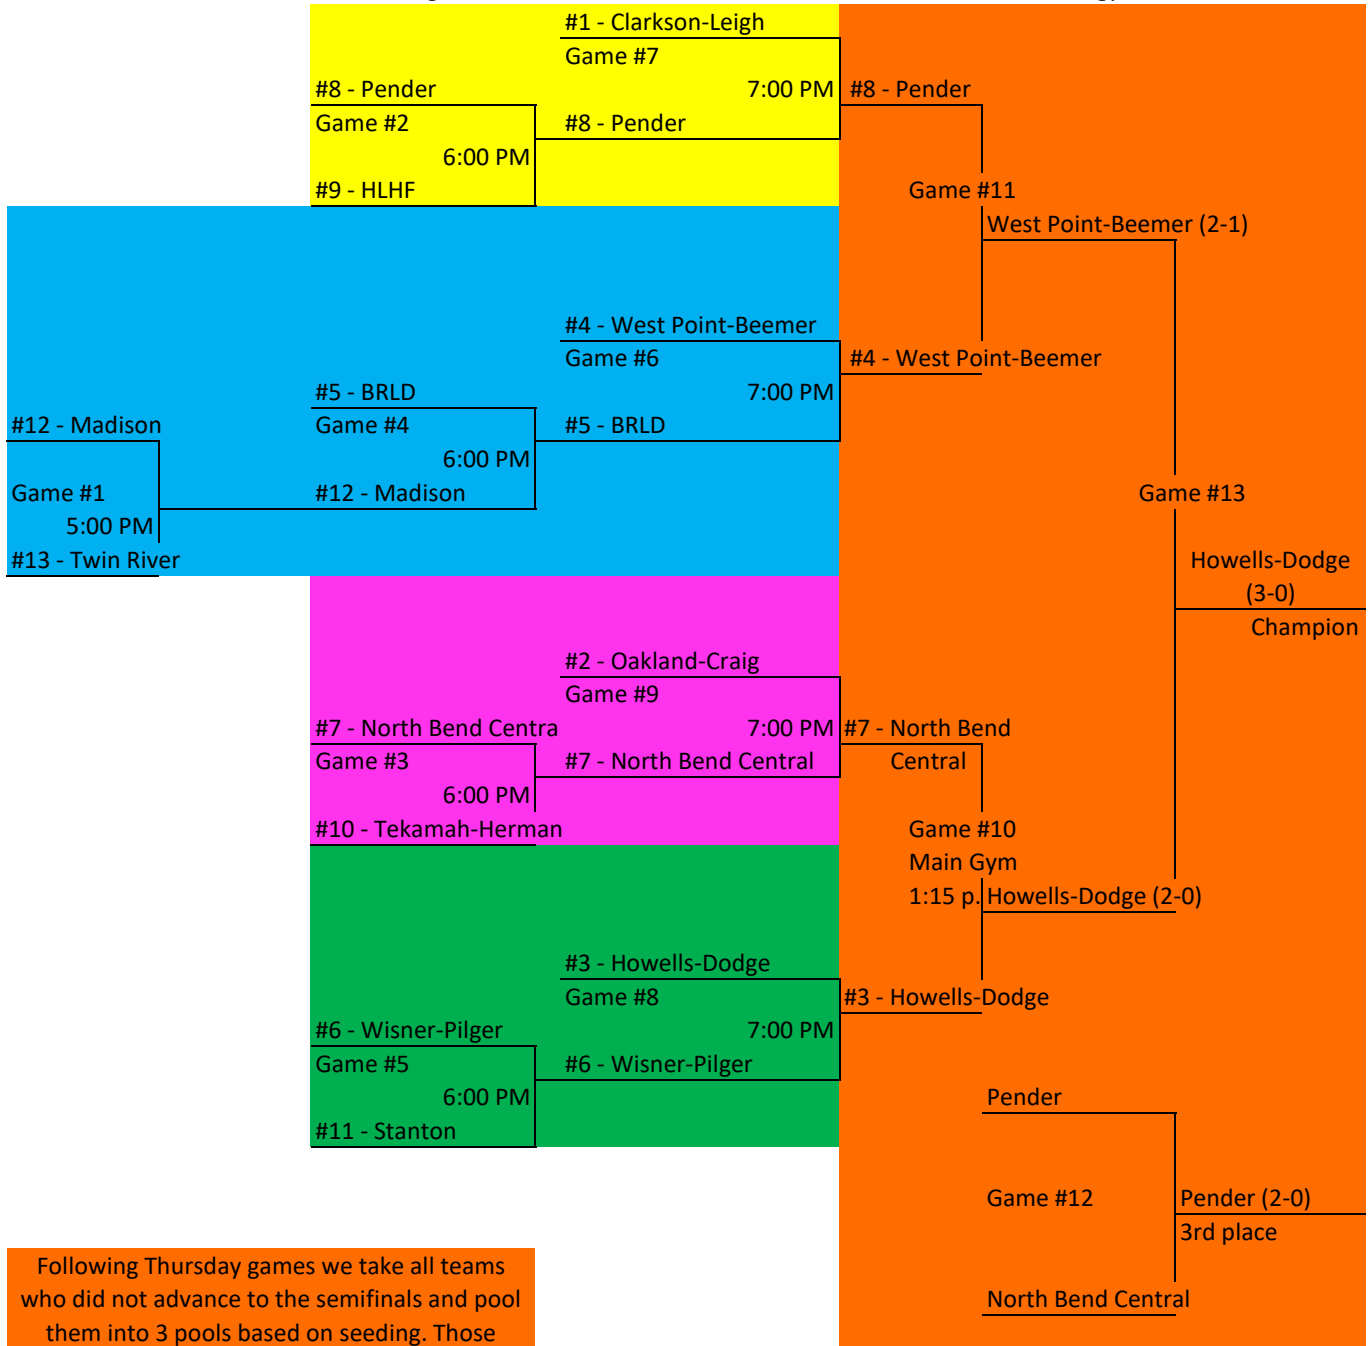 #1 - Clarkson-Leigh
Game #7
#8 - Pender
7:00 PM
#8 - Pender
Game #2
#8 - Pender
6:00 PM
#9 - HLHF
Game #11
West Point-Beemer (2-1)
#4 - West Point-Beemer
Game #6
#4 - West Point-Beemer
#5 - BRLD
7:00 PM
#12 - Madison
Game #4
#5 - BRLD
6:00 PM
Game #1
#12 - Madison
Game #13
5:00 PM
#13 - Twin River
Howells-Dodge
(3-0)
Champion
#2 - Oakland-Craig
Game #9
#7 - North Bend Centra
7:00 PM
#7 - North Bend
Game #3
#7 - North Bend Central
Central
6:00 PM
#10 - Tekamah-Herman
Game #10
Main Gym
1:15 p.
Howells-Dodge (2-0)
#3 - Howells-Dodge
Game #8
#3 - Howells-Dodge
#6 - Wisner-Pilger
7:00 PM
Game #5
#6 - Wisner-Pilger
6:00 PM
Pender
#11 - Stanton
Game #12
Pender (2-0)
3rd place
Following Thursday games we take all teams
who did not advance to the semifinals and pool
them into 3 pools based on seeding. Those
North Bend Central